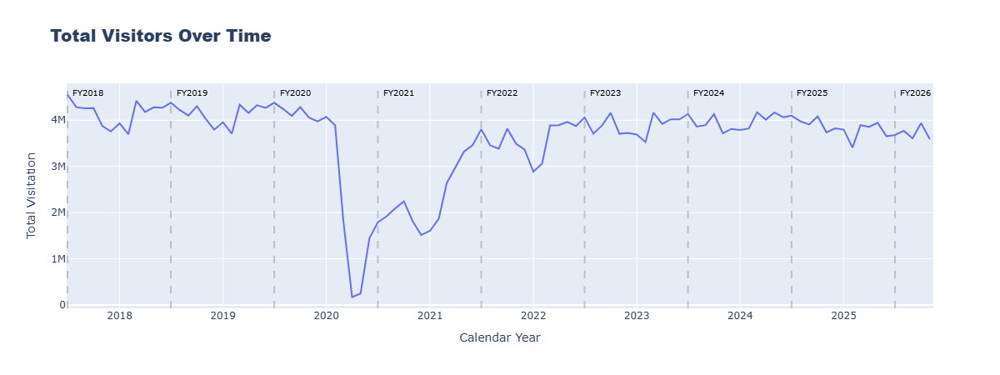 Total Visitors Over Time
FY2018 FY2019 FY2020 FY2021 FY2022 FY2023 FY2024 FY2025 FY2026
4M
3M
2M
1M
0
Total Visitation
2018 2019 2020 2021 2022 2023 2024 2025
Calendar Year